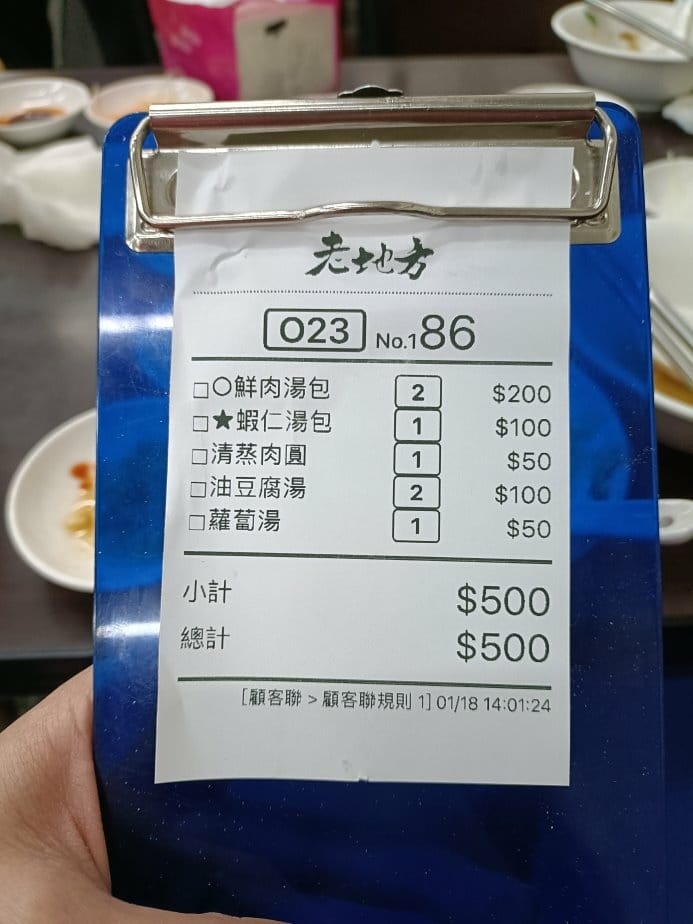 老地方
023 No.186
□○鮮肉湯包 2 $200
□★蝦仁湯包 1 $100
□清蒸肉圓 1 $50
□油豆腐湯 2 $100
□蘿蔔湯 1 $50
小計 $500
總計 $500
[顧客聯 > 顧客聯規則 1] 01/18 14:01:24